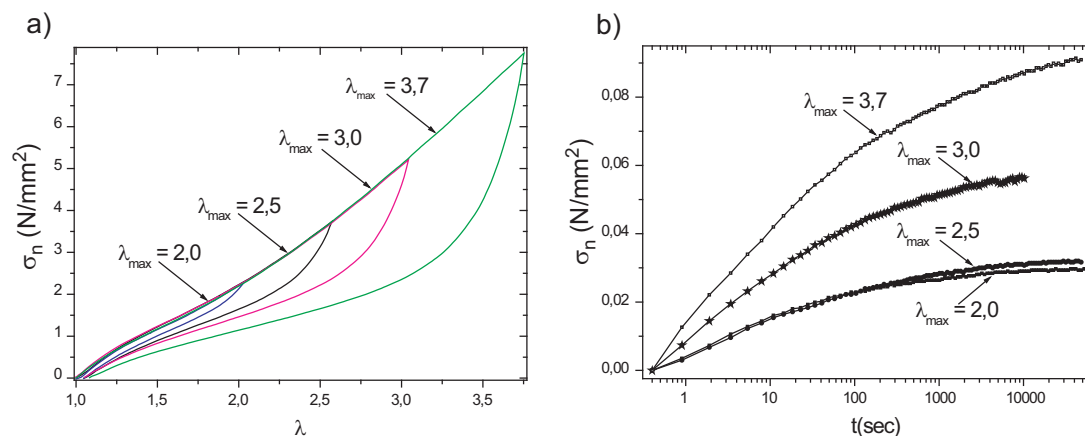 a)
σn (N/mm²)
7
6
5
4
3
2
1
0
λmax = 3,7
λmax = 3,0
λmax = 2,5
λmax = 2,0
1,0 1,5 2,0 2,5 3,0 3,5
λ
b)
σn (N/mm²)
0,08
0,06
0,04
0,02
0,00
λmax = 3,7
λmax = 3,0
λmax = 2,5
λmax = 2,0
1 10 100 1000 10000
t(sec)